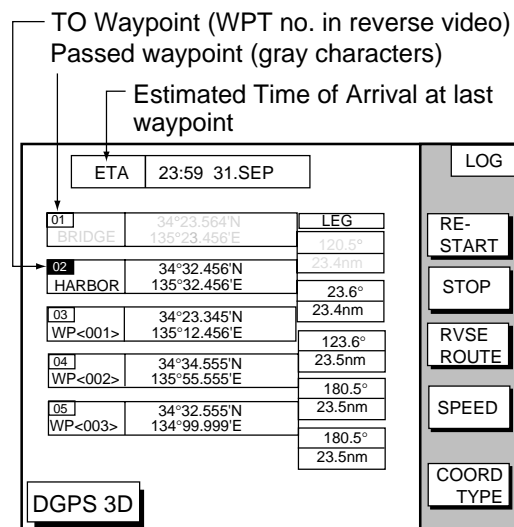 TO Waypoint (WPT no. in reverse video)
Passed waypoint (gray characters)
Estimated Time of Arrival at last
waypoint
LOG
ETA 23:59 31.SEP
01
BRIDGE
34°23.564'N
135°23.456'E
LEG
120.5°
23.4nm
RE-
START
02
HARBOR
34°32.456'N
135°32.456'E
23.6°
23.4nm
STOP
03
WP<001>
34°23.345'N
135°12.456'E
123.6°
23.5nm
RVSE
ROUTE
04
WP<002>
34°34.555'N
135°55.555'E
180.5°
23.5nm
SPEED
05
WP<003>
34°32.555'N
134°99.999'E
180.5°
23.5nm
COORD
TYPE
DGPS 3D